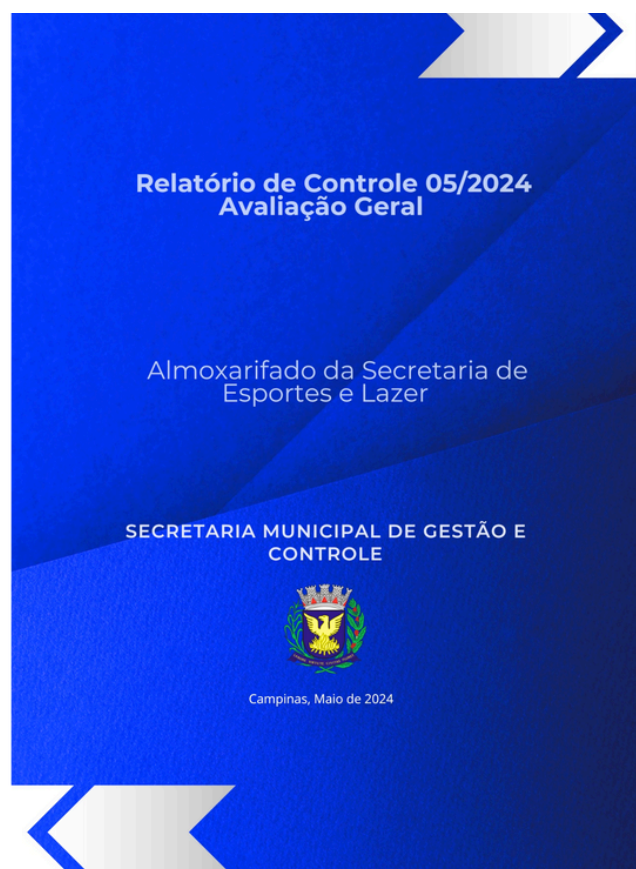 Relatório de Controle 05/2024
Avaliação Geral
Almoxarifado da Secretaria de
Esportes e Lazer
SECRETARIA MUNICIPAL DE GESTÃO E
CONTROLE
Campinas, Maio de 2024